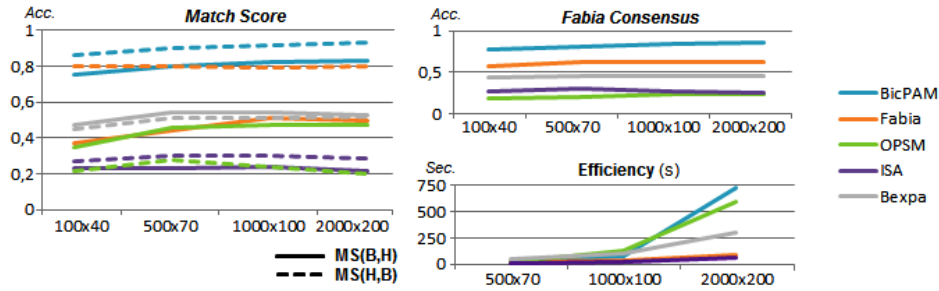 Acc. Match Score
1
0,8
0,6
0,4
0,2
0
100x40 500x70 1000x100 2000x200
MS(B,H)
MS(H,B)
Acc. Fabia Consensus
1
0,5
0
100x40 500x70 1000x100 2000x200
Sec. Efficiency (s)
750
500
250
0
500x70 1000x100 2000x200
BicPAM
Fabia
OPSM
ISA
Bexpa